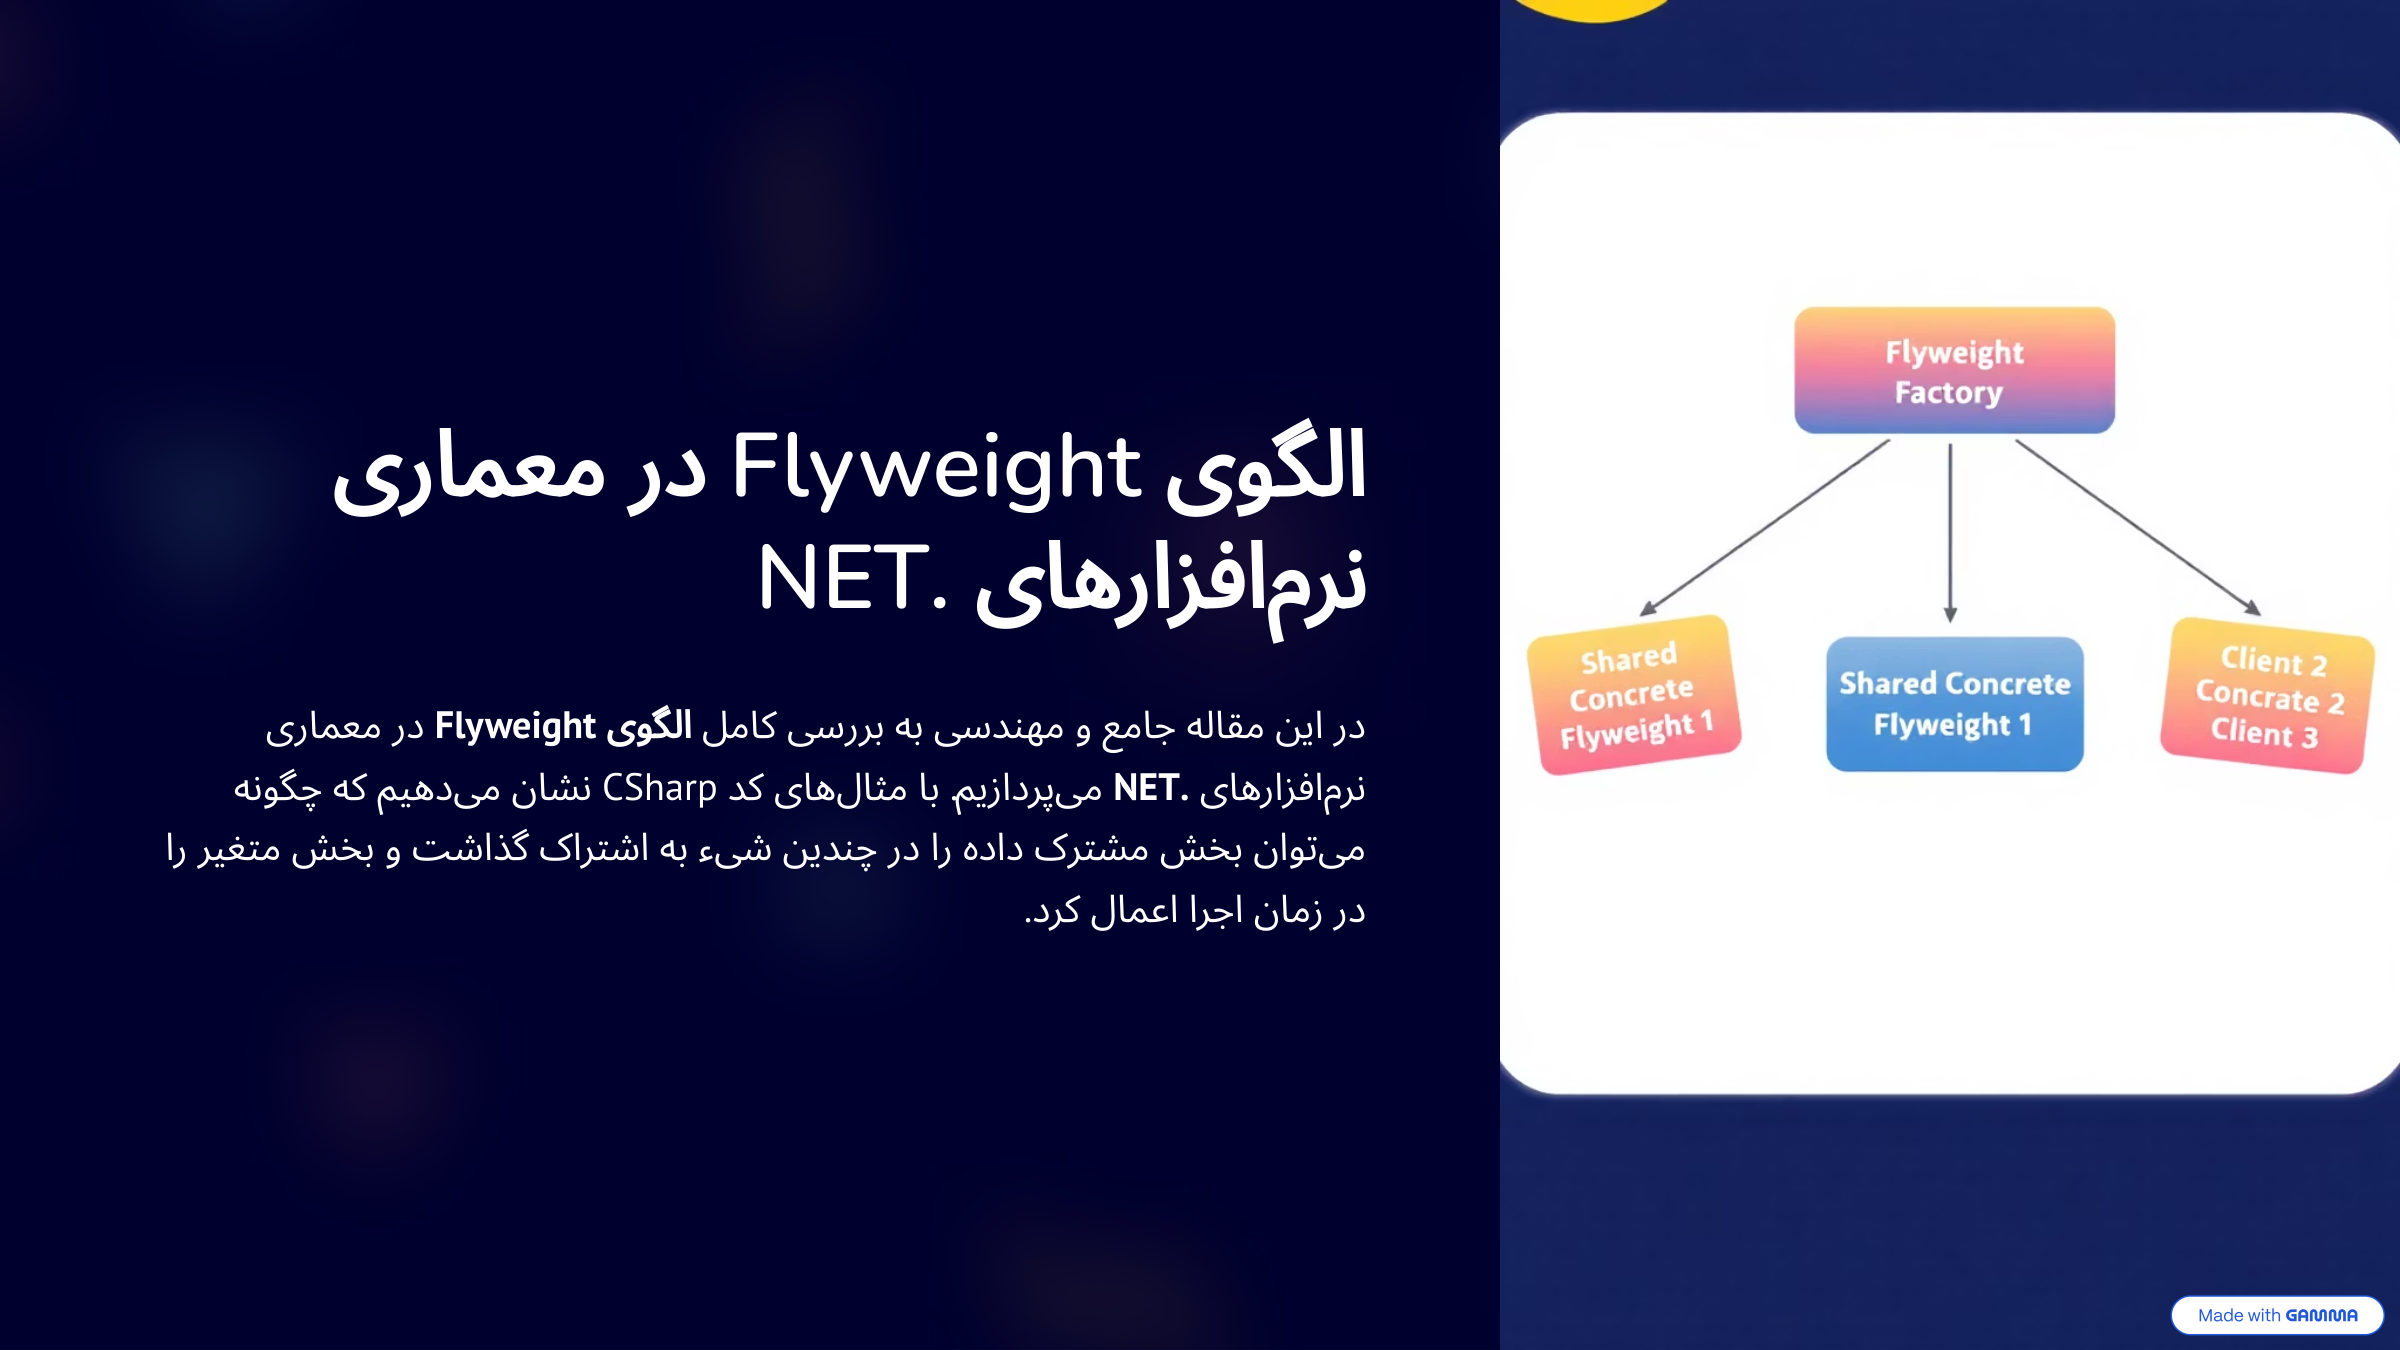 الگوی Flyweight در معماری
نرم‌افزارهای .NET
در این مقاله جامع و مهندسی به بررسی کامل الگوی Flyweight در معماری
نرم‌افزارهای .NET می‌پردازیم. با مثال‌های کد CSharp نشان می‌دهیم که چگونه
می‌توان بخش مشترک داده را در چندین شیء به اشتراک گذاشت و بخش متغیر را
در زمان اجرا اعمال کرد.
Flyweight
Factory
Shared
Concrete
Flyweight 1
Shared Concrete
Flyweight 1
Client 2
Concrate 2
Client 3
Made with GAMMA